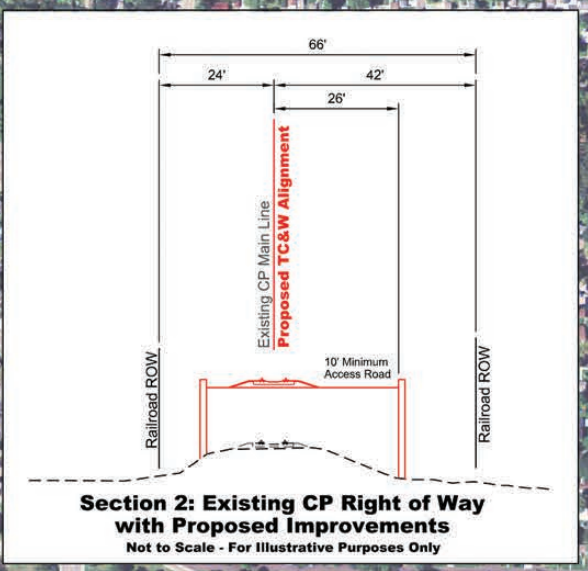 66'
24'
42'
26'
Existing CP Main Line
Proposed TC&W Alignment
10' Minimum
Access Road
Railroad ROW
Railroad ROW
Section 2: Existing CP Right of Way
with Proposed Improvements
Not to Scale - For Illustrative Purposes Only